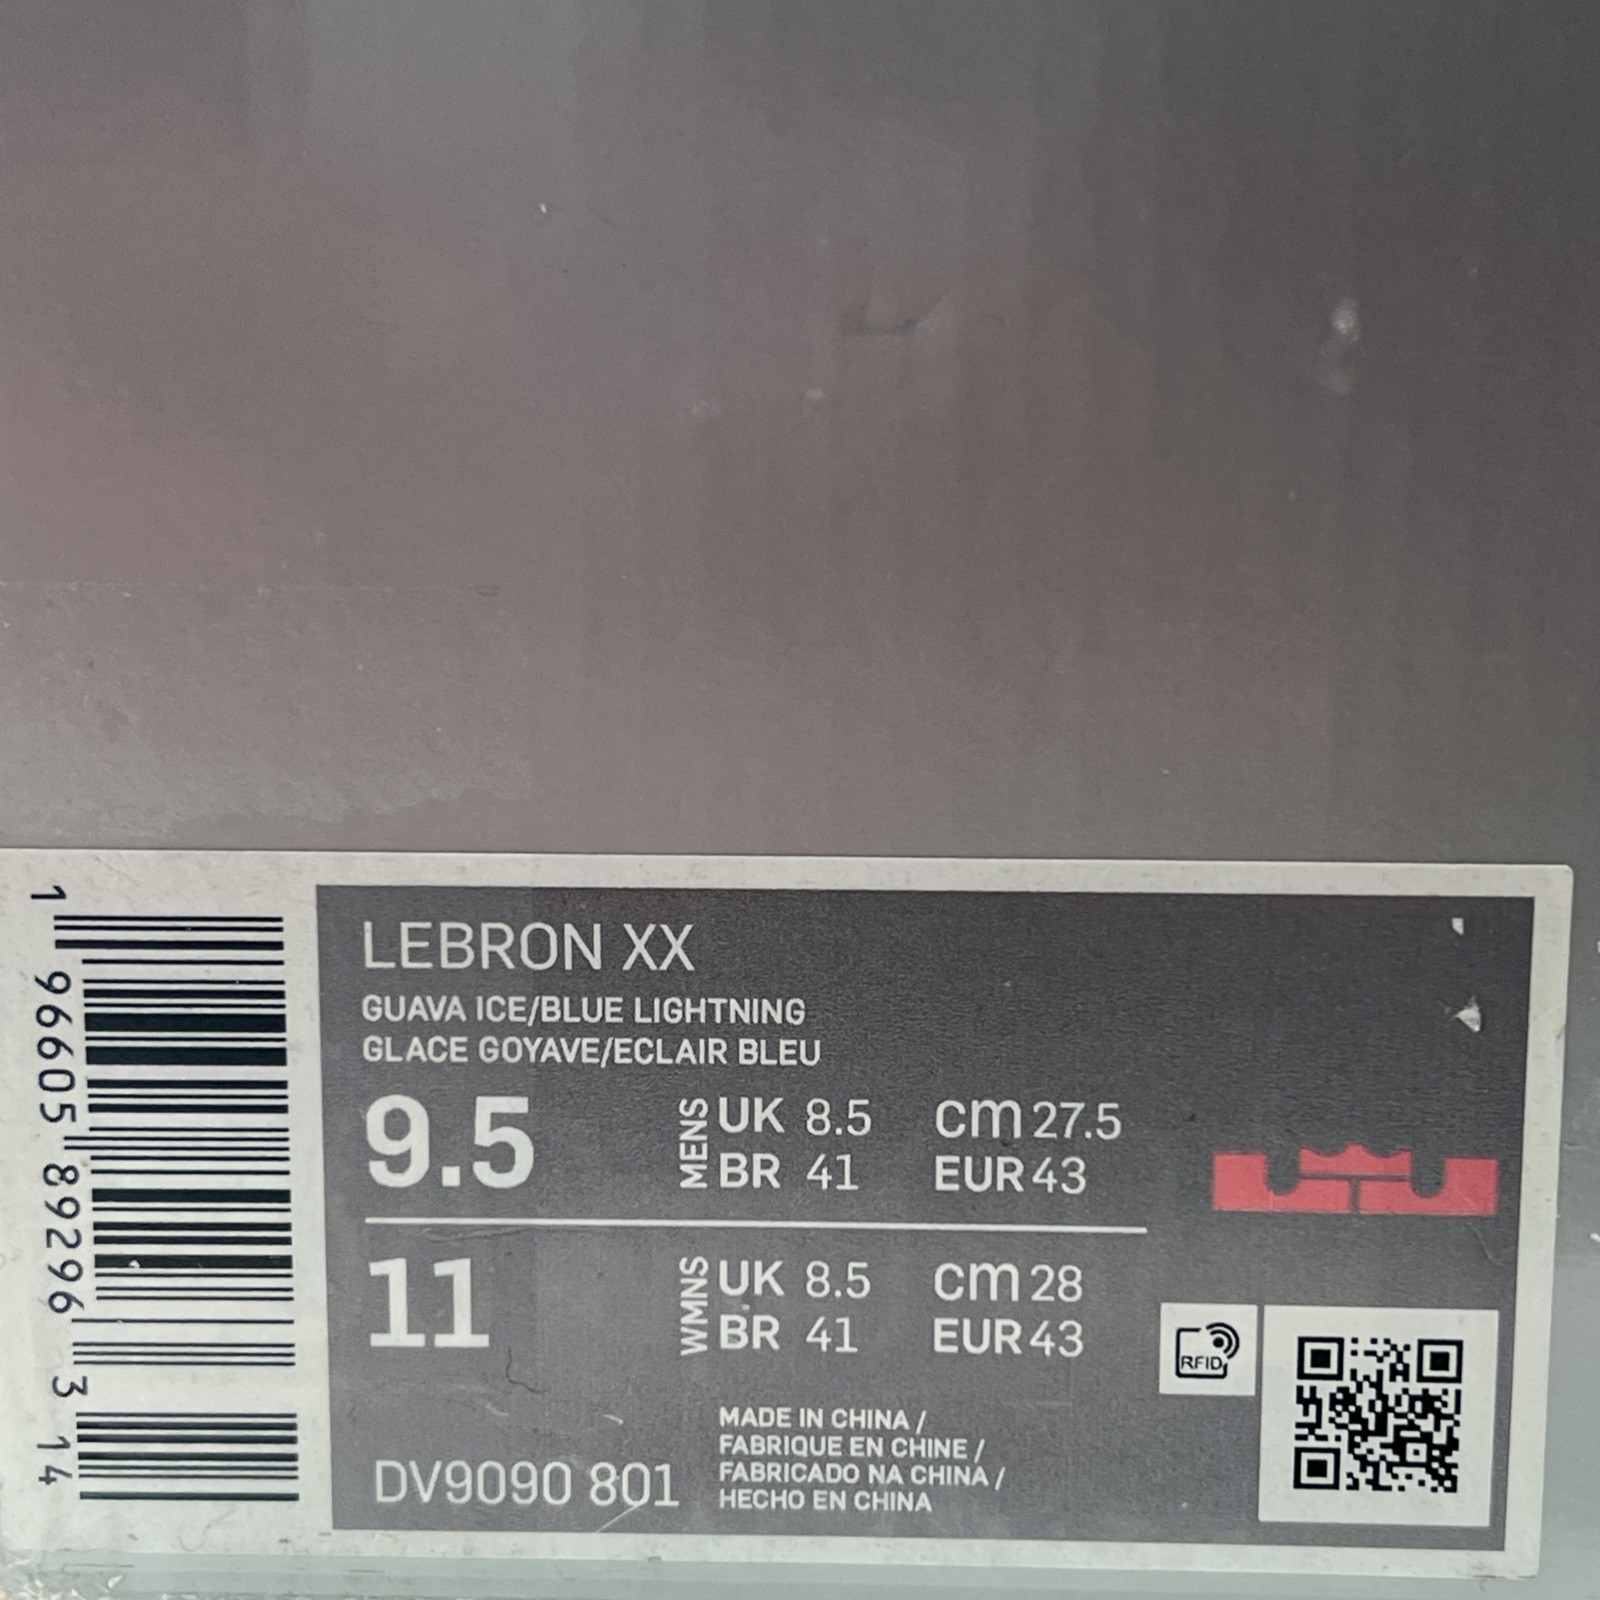 1 96605 89296 3 14
LEBRON XX
GUAVA ICE/BLUE LIGHTNING
GLACE GOYAVE/ECLAIR BLEU
9.5 MENS UK 8.5 cm 27.5
BR 41 EUR 43
11 WMNS UK 8.5 cm 28
BR 41 EUR 43
RFID
DV9090 801
MADE IN CHINA /
FABRIQUE EN CHINE /
FABRICADO NA CHINA /
HECHO EN CHINA